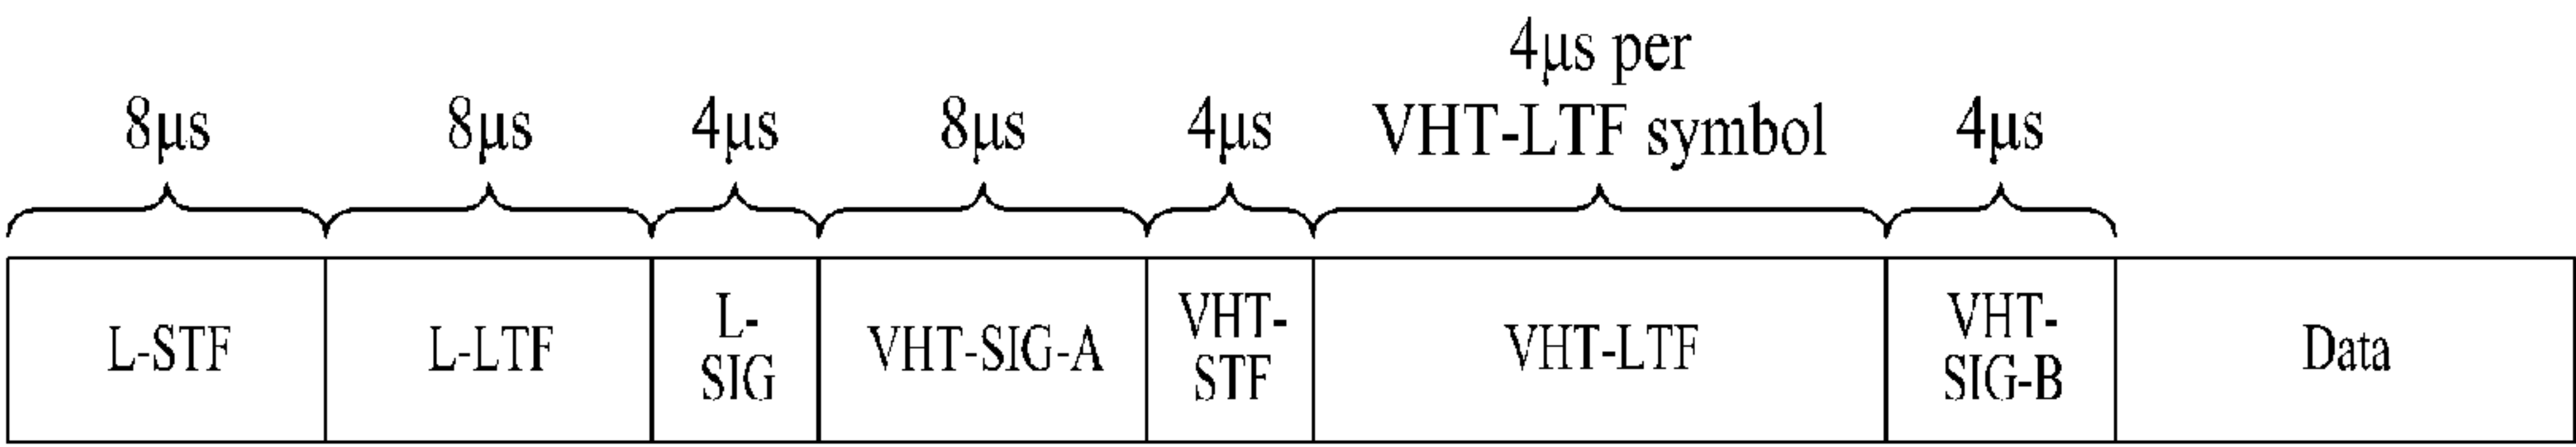 4μs per
8μs 8μs 4μs 8μs 4μs VHT-LTF symbol 4μs
L-STF L-LTF L-
SIG VHT-SIG-A VHT-
STF VHT-LTF VHT-
SIG-B Data